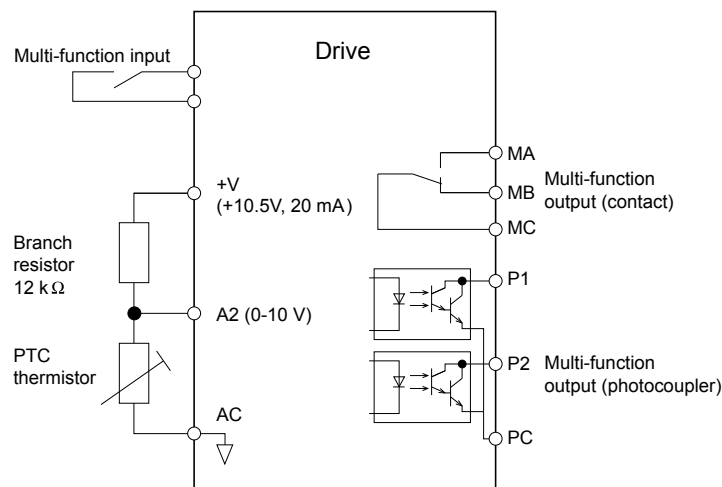 Multi-function input
Drive
+V
(+10.5V, 20 mA)
Branch
resistor
12 kΩ
A2 (0-10 V)
PTC
thermistor
AC
MA
MB
MC
Multi-function
output (contact)
P1
P2
PC
Multi-function
output (photocoupler)